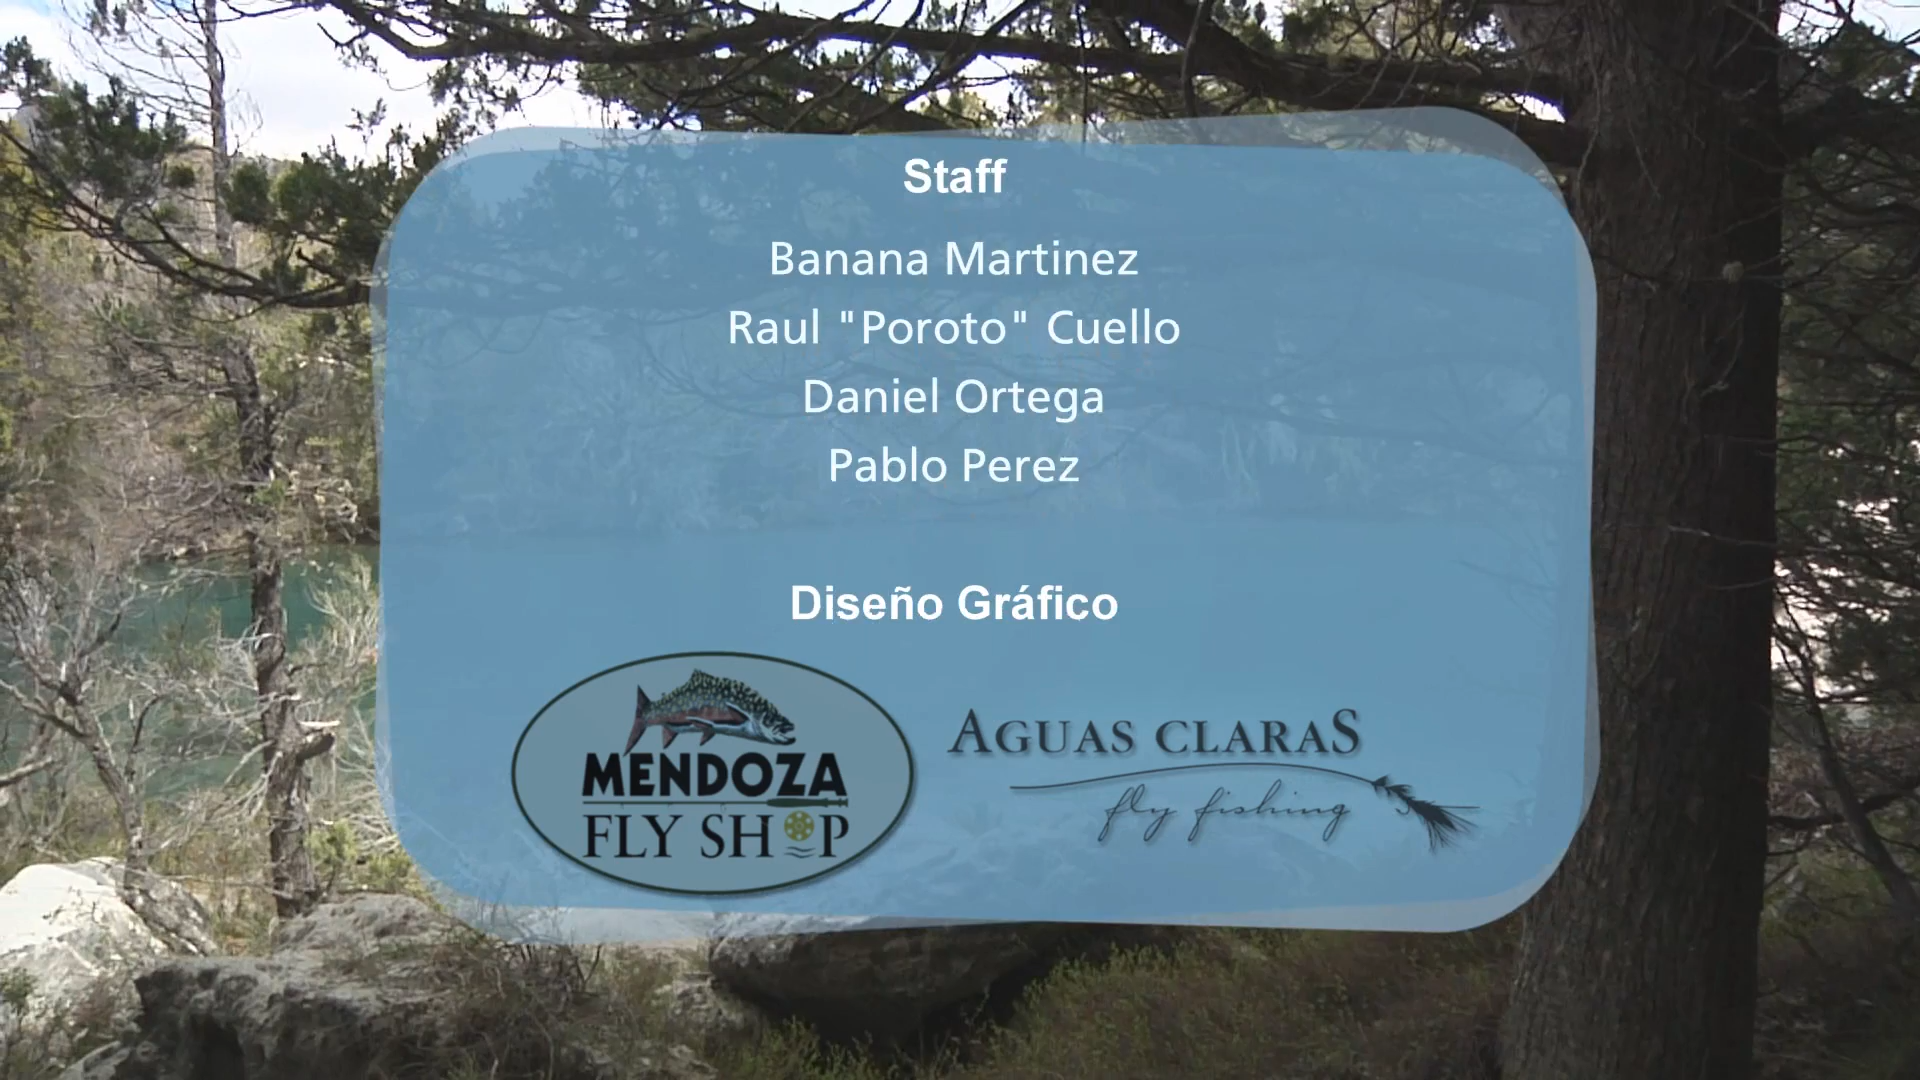 Staff
Banana Martinez
Raul "Poroto" Cuello
Daniel Ortega
Pablo Perez
Diseño Gráfico
MENDOZA
FLY SHOP
AGUAS CLARAS
fly fishing